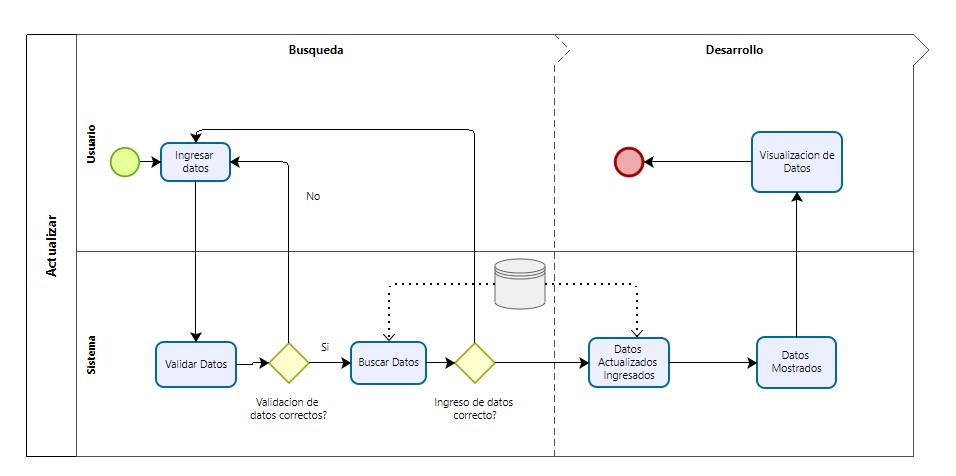 Busqueda
Desarrollo
Actualizar
Usuario
Ingresar
datos
No
Visualizacion de
Datos
Sistema
Validar Datos
Si
Validacion de
datos correctos?
Buscar Datos
Ingreso de datos
correcto?
Datos
Actualizados
Ingresados
Datos
Mostrados